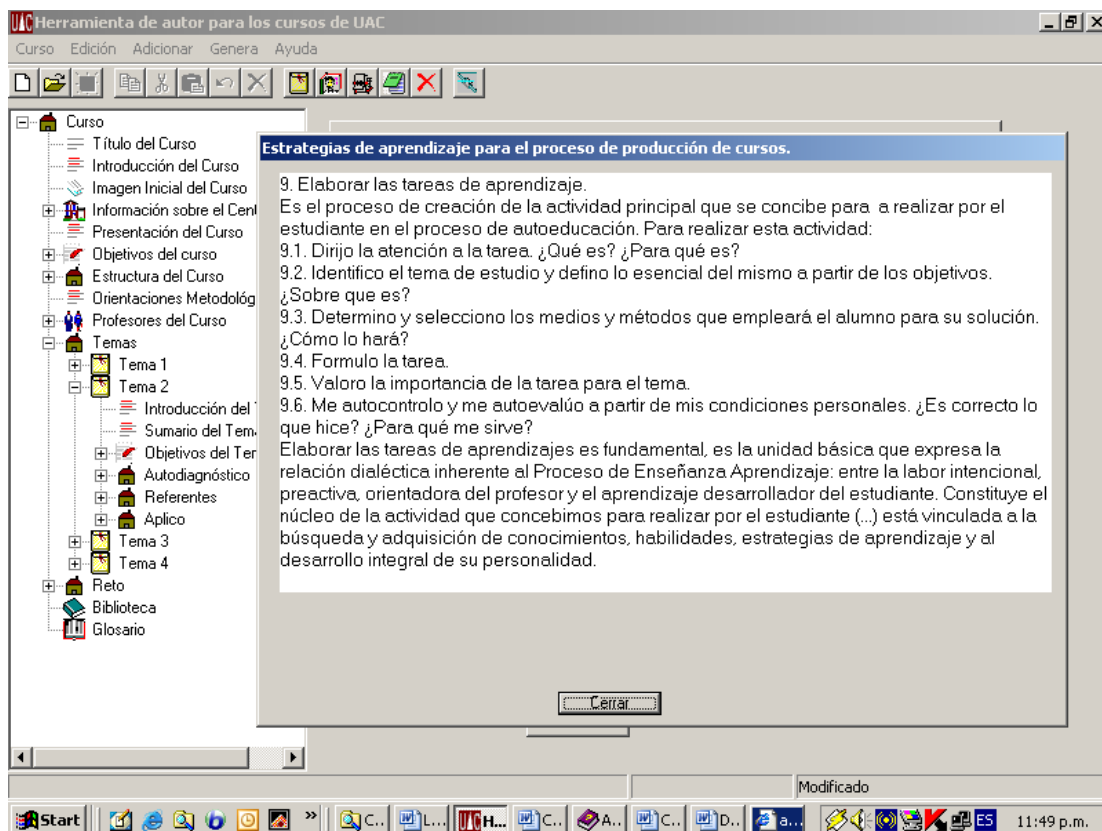 UAC Herramienta de autor para los cursos de UAC
Curso Edición Adicionar Genera Ayuda
Curso
Título del Curso
Introducción del Curso
Imagen Inicial del Curso
Información sobre el Cent
Presentación del Curso
Objetivos del curso
Estructura del Curso
Orientaciones Metodológ
Profesores del Curso
Temas
Tema 1
Tema 2
Introducción del
Sumario del Tem
Objetivos del Ter
Autodiagnóstico
Referentes
Aplico
Tema 3
Tema 4
Reto
Biblioteca
Glosario
Estrategias de aprendizaje para el proceso de producción de cursos.
9. Elaborar las tareas de aprendizaje.
Es el proceso de creación de la actividad principal que se concibe para a realizar por el
estudiante en el proceso de autoeducación. Para realizar esta actividad:
9.1. Dirijo la atención a la tarea. ¿Qué es? ¿Para qué es?
9.2. Identifico el tema de estudio y defino lo esencial del mismo a partir de los objetivos.
¿Sobre que es?
9.3. Determino y selecciono los medios y métodos que empleará el alumno para su solución.
¿Cómo lo hará?
9.4. Formulo la tarea.
9.5. Valoro la importancia de la tarea para el tema.
9.6. Me autocontrolo y me autoevalúo a partir de mis condiciones personales. ¿Es correcto lo
que hice? ¿Para qué me sirve?
Elaborar las tareas de aprendizajes es fundamental, es la unidad básica que expresa la
relación dialéctica inherente al Proceso de Enseñanza Aprendizaje: entre la labor intencional,
preactiva, orientadora del profesor y el aprendizaje desarrollador del estudiante. Constituye el
núcleo de la actividad que concebimos para realizar por el estudiante (...) está vinculada a la
búsqueda y adquisición de conocimientos, habilidades, estrategias de aprendizaje y al
desarrollo integral de su personalidad.
Cerrar
Modificado
Start » C.. L... H... C.. A.. C.. D.. a... ES 11:49 p.m.